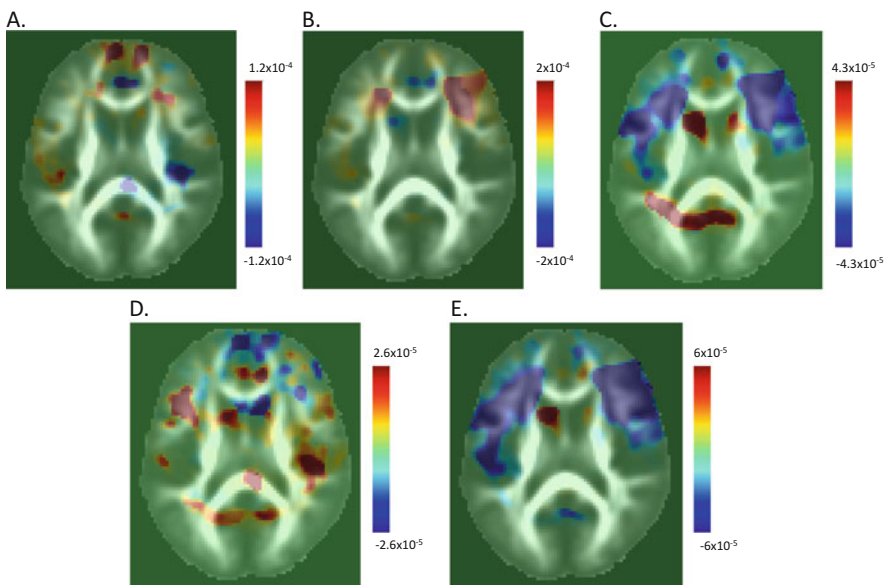 A.
B.
C.
1.2x10⁻⁴
2x10⁻⁴
4.3x10⁻⁵
-1.2x10⁻⁴
-2x10⁻⁴
-4.3x10⁻⁵
D.
E.
2.6x10⁻⁵
6x10⁻⁵
-2.6x10⁻⁵
-6x10⁻⁵